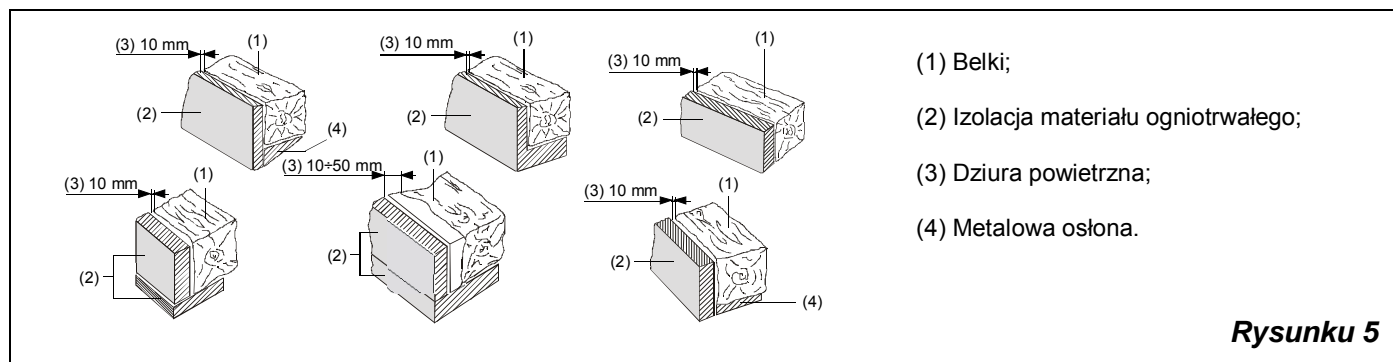 (3) 10 mm (1) (2) (4)
(3) 10 mm (1) (2)
(3) 10 mm (1) (2)
(3) 10 mm (1) (2)
(3) 10÷50 mm (1) (2)
(3) 10 mm (1) (2) (4)
(1) Belki;
(2) Izolacja materiału ogniotrwałego;
(3) Dziura powietrzna;
(4) Metalowa osłona.
Rysunku 5